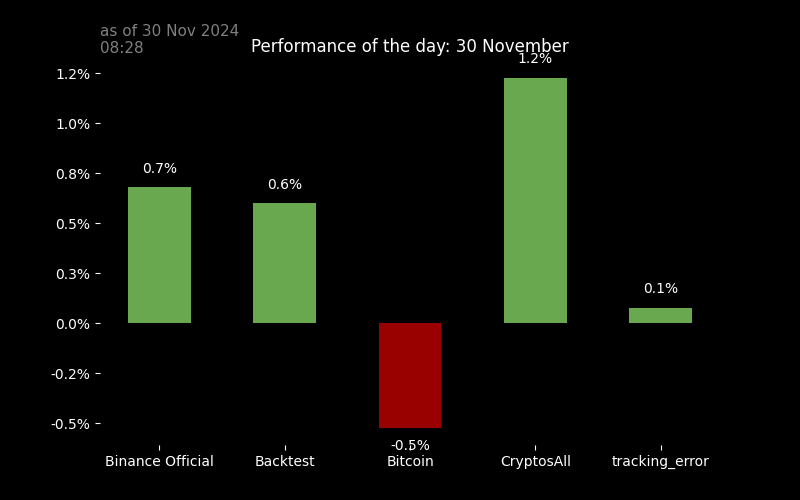 as of 30 Nov 2024
08:28
Performance of the day: 30 November
1.2%
1.2%
1.0%
0.8%
0.7%
0.6%
0.5%
0.3%
0.1%
0.0%
-0.2%
-0.5%
-0.5%
Binance Official
Backtest
Bitcoin
CryptosAll
tracking_error